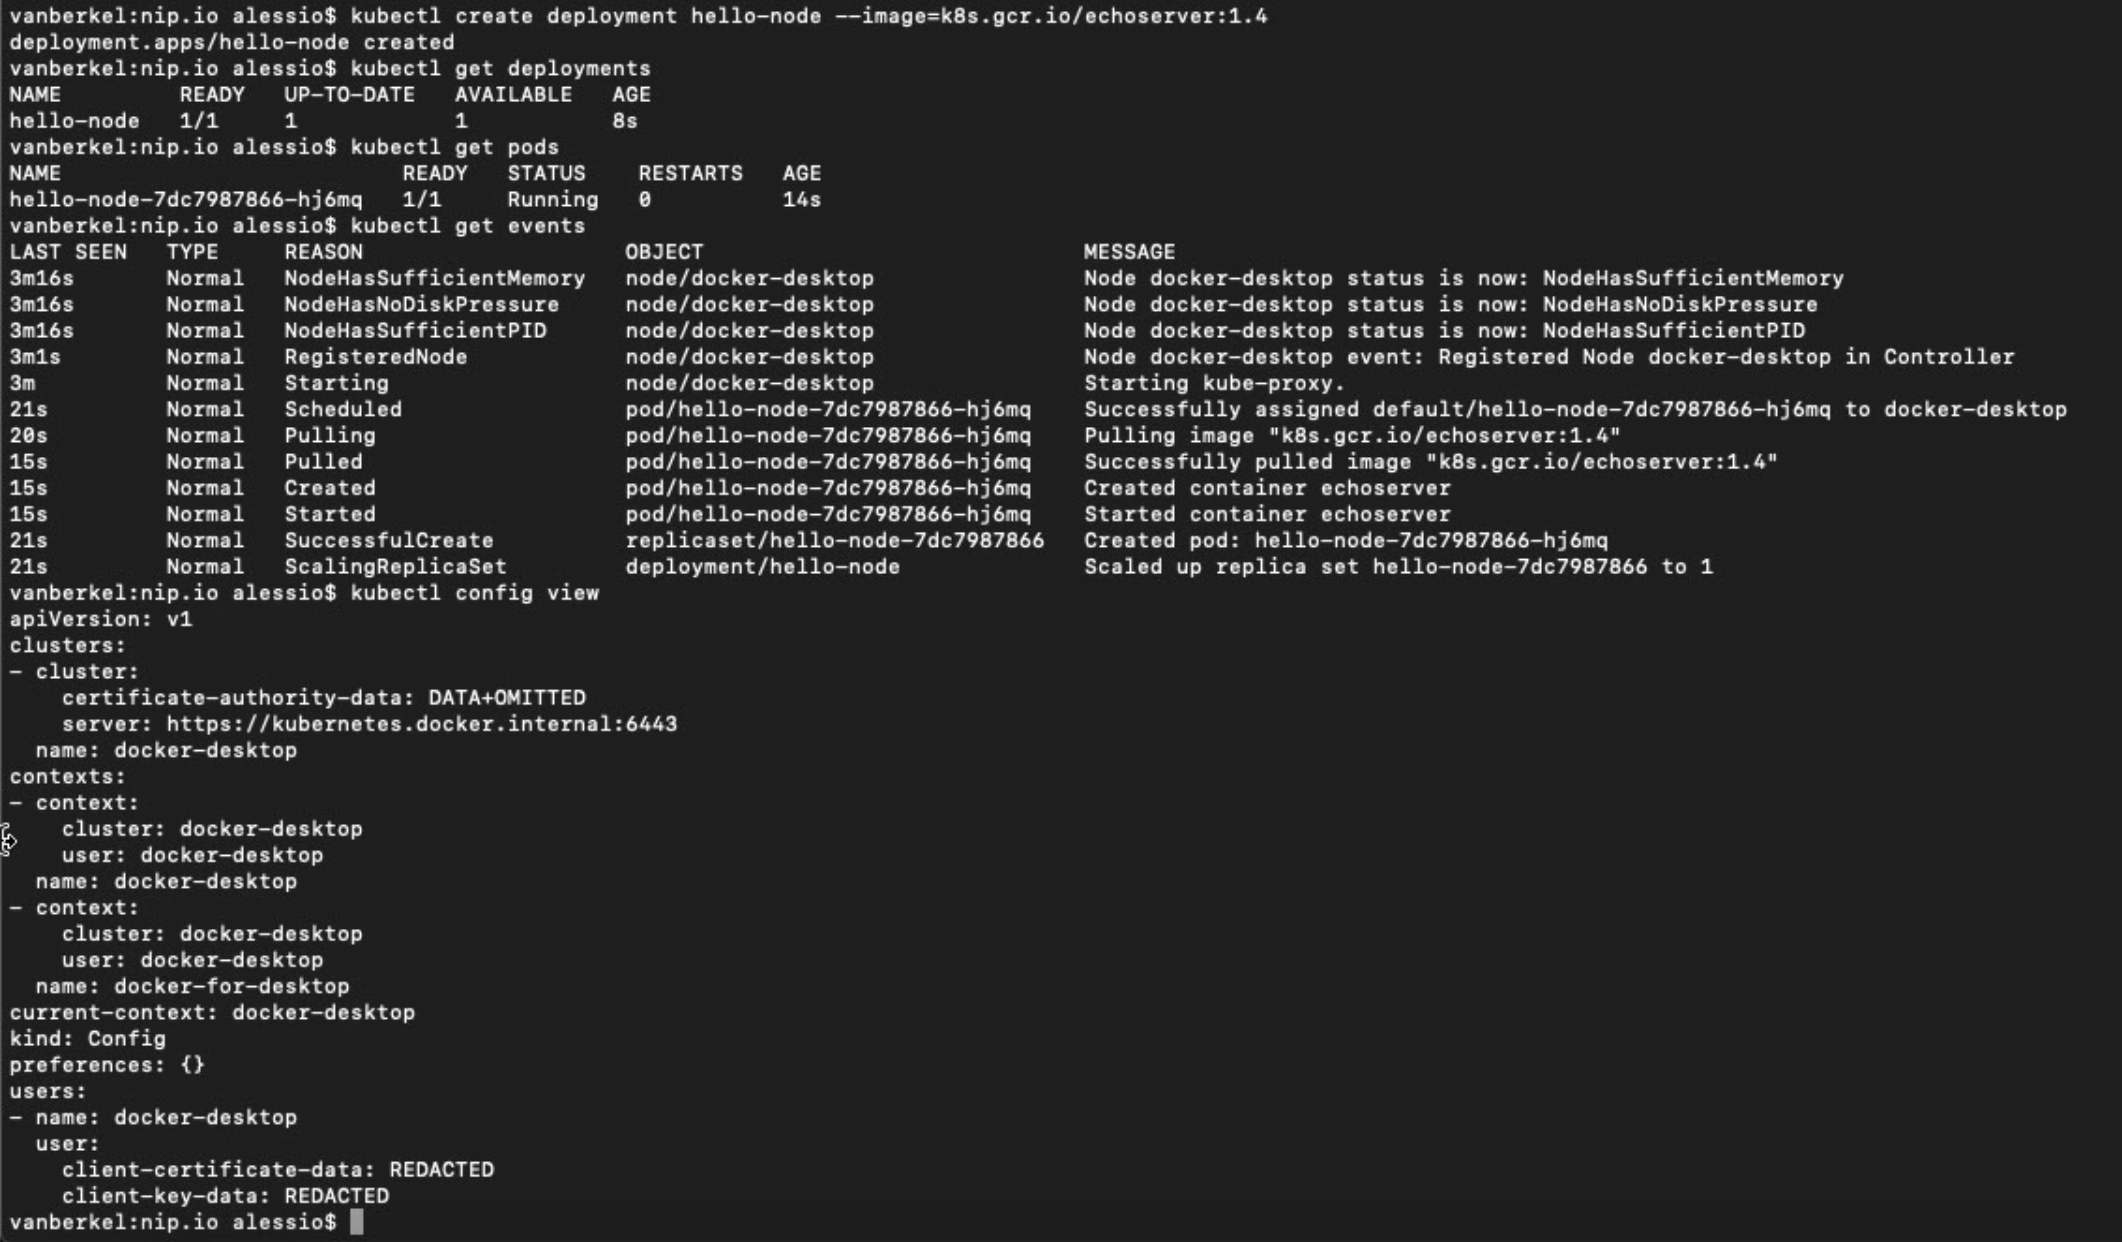 vanberkel:nip.io alessio$ kubectl create deployment hello-node --image=k8s.gcr.io/echoserver:1.4
deployment.apps/hello-node created
vanberkel:nip.io alessio$ kubectl get deployments
NAME         READY   UP-TO-DATE   AVAILABLE   AGE
hello-node   1/1     1            1           8s
vanberkel:nip.io alessio$ kubectl get pods
NAME                          READY   STATUS    RESTARTS   AGE
hello-node-7dc7987866-hj6mq   1/1     Running   0          14s
vanberkel:nip.io alessio$ kubectl get events
LAST SEEN   TYPE     REASON                    OBJECT                             MESSAGE
3m16s       Normal   NodeHasSufficientMemory   node/docker-desktop                Node docker-desktop status is now: NodeHasSufficientMemory
3m16s       Normal   NodeHasNoDiskPressure     node/docker-desktop                Node docker-desktop status is now: NodeHasNoDiskPressure
3m16s       Normal   NodeHasSufficientPID      node/docker-desktop                Node docker-desktop status is now: NodeHasSufficientPID
3m1s        Normal   RegisteredNode            node/docker-desktop                Node docker-desktop event: Registered Node docker-desktop in Controller
3m          Normal   Starting                  node/docker-desktop                Starting kube-proxy.
21s         Normal   Scheduled                 pod/hello-node-7dc7987866-hj6mq    Successfully assigned default/hello-node-7dc7987866-hj6mq to docker-desktop
20s         Normal   Pulling                   pod/hello-node-7dc7987866-hj6mq    Pulling image "k8s.gcr.io/echoserver:1.4"
15s         Normal   Pulled                    pod/hello-node-7dc7987866-hj6mq    Successfully pulled image "k8s.gcr.io/echoserver:1.4"
15s         Normal   Created                   pod/hello-node-7dc7987866-hj6mq    Created container echoserver
15s         Normal   Started                   pod/hello-node-7dc7987866-hj6mq    Started container echoserver
21s         Normal   SuccessfulCreate          replicaset/hello-node-7dc7987866   Created pod: hello-node-7dc7987866-hj6mq
21s         Normal   ScalingReplicaSet         deployment/hello-node              Scaled up replica set hello-node-7dc7987866 to 1
vanberkel:nip.io alessio$ kubectl config view
apiVersion: v1
clusters:
- cluster:
    certificate-authority-data: DATA+OMITTED
    server: https://kubernetes.docker.internal:6443
  name: docker-desktop
contexts:
- context:
    cluster: docker-desktop
    user: docker-desktop
  name: docker-desktop
- context:
    cluster: docker-desktop
    user: docker-desktop
  name: docker-for-desktop
current-context: docker-desktop
kind: Config
preferences: {}
users:
- name: docker-desktop
  user:
    client-certificate-data: REDACTED
    client-key-data: REDACTED
vanberkel:nip.io alessio$